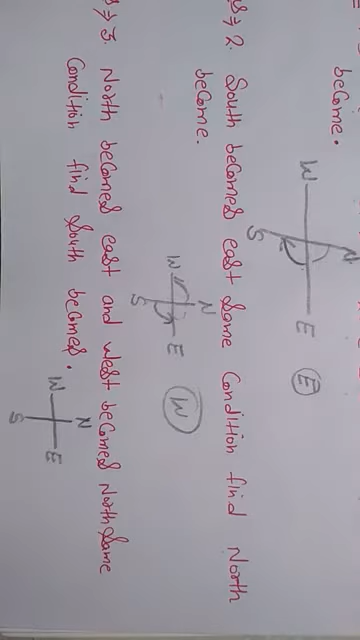 become.
W
N
S
E
E
2. South becomes east same Condition find North
become.
W
N
S
E
W
3. North becomes east and west becomes North same
Condition find South becomes.
W
N
S
E